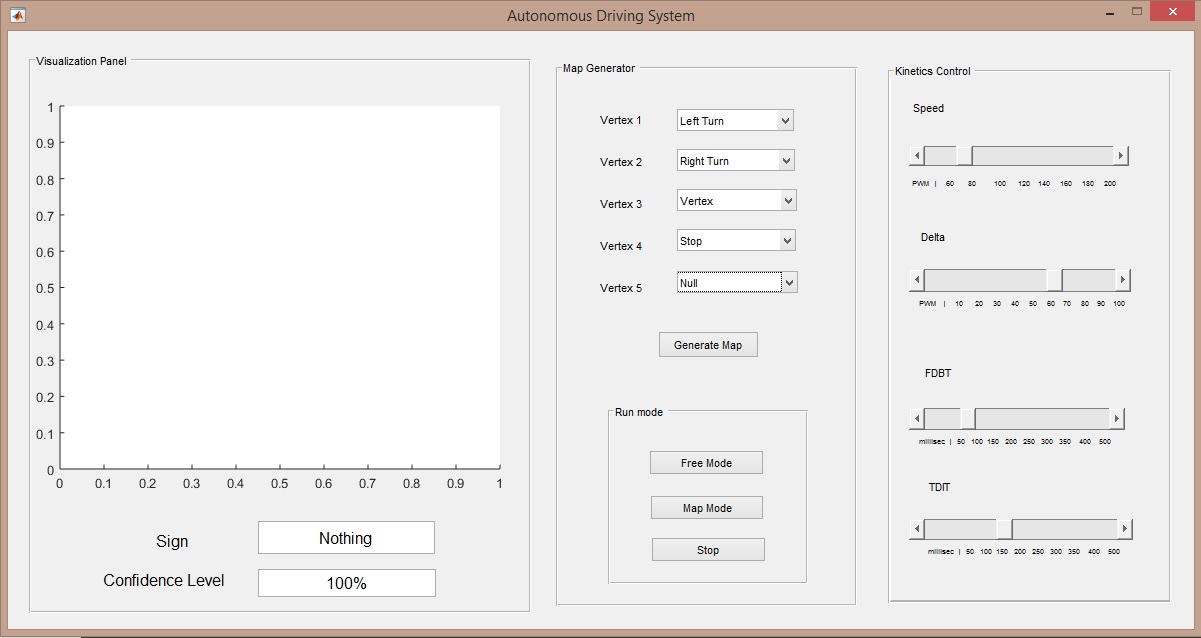 Autonomous Driving System
Visualization Panel
1
0.9
0.8
0.7
0.6
0.5
0.4
0.3
0.2
0.1
0
0 0.1 0.2 0.3 0.4 0.5 0.6 0.7 0.8 0.9 1
Sign Nothing
Confidence Level 100%
Map Generator
Vertex 1 Left Turn
Vertex 2 Right Turn
Vertex 3 Vertex
Vertex 4 Stop
Vertex 5 Null
Generate Map
Run mode
Free Mode
Map Mode
Stop
Kinetics Control
Speed
PWM | 60 80 100 120 140 160 180 200
Delta
PWM | 10 20 30 40 50 60 70 80 90 100
FDBT
millisec | 50 100 150 200 250 300 350 400 500
TDIT
millisec | 50 100 150 200 250 300 350 400 500